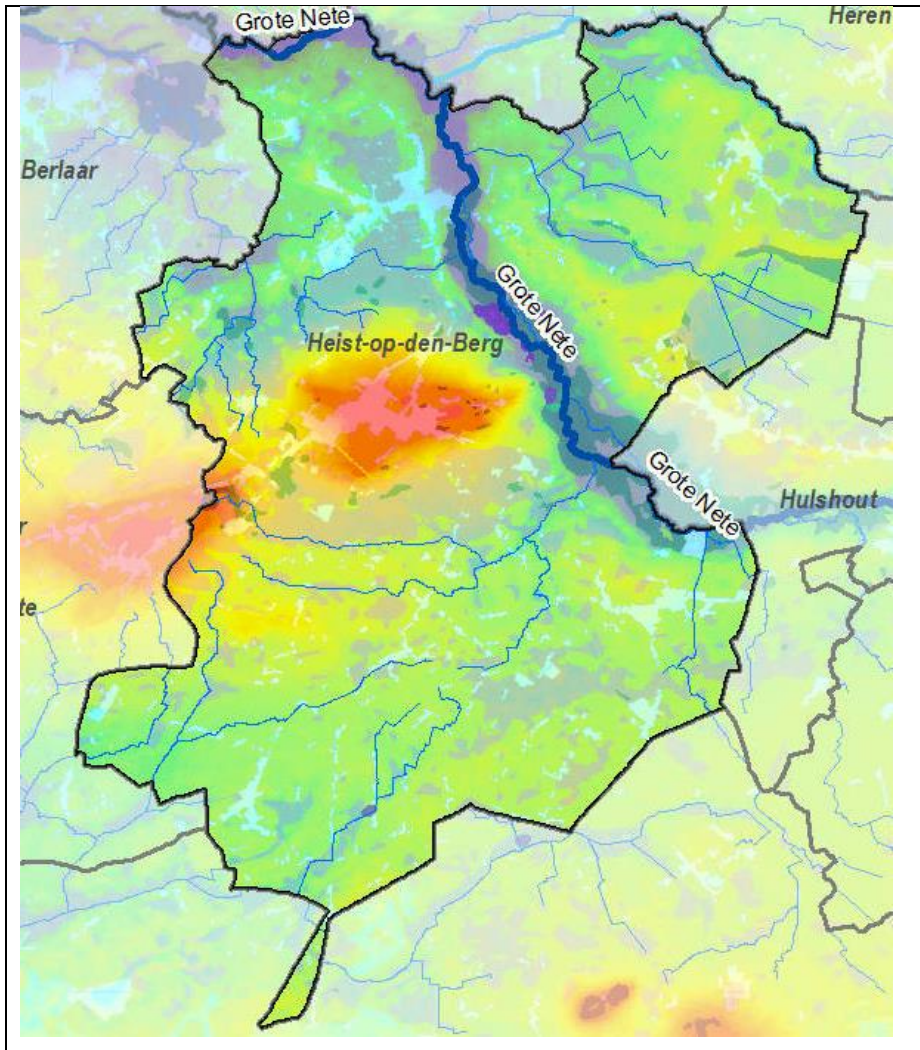 Grote Nete
Heren
Berlaar
Grote Nete
Heist-op-den-Berg
Grote Nete
Hulshout
r
te